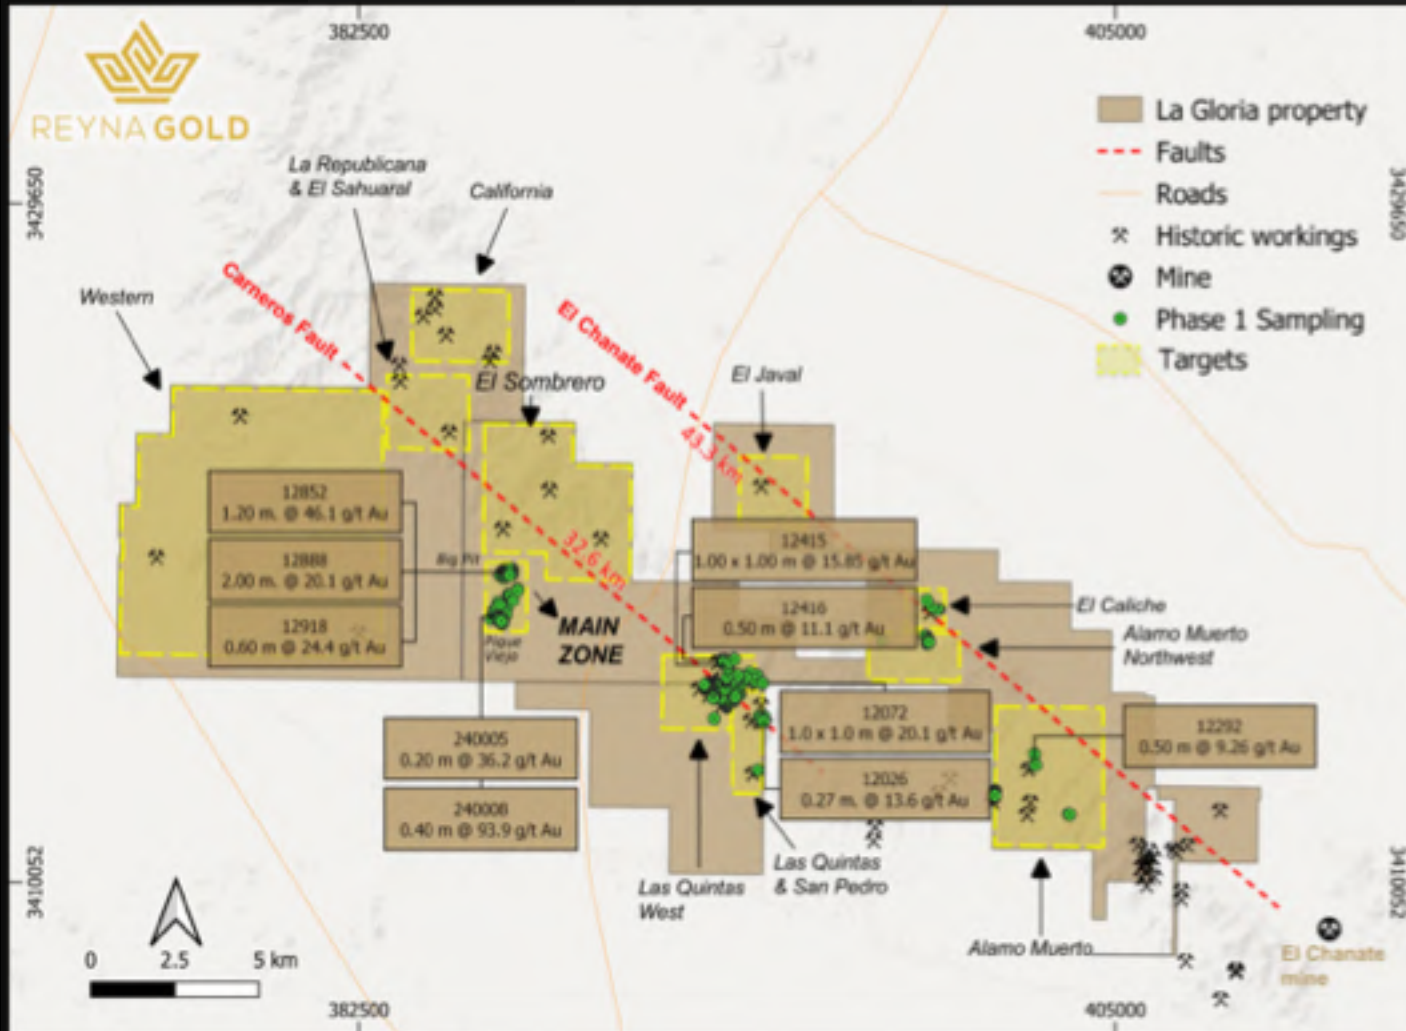 382500
405000
REYNA GOLD
La Gloria property
Faults
Roads
Historic workings
Mine
Phase 1 Sampling
Targets
3429650
3429650
La Republicana
& El Sahuaral
California
Western
Carneros Fault
El Chanate Fault
El Sombrero
El Javal
43.3 km
32.6 km
12852
1.20 m. @ 46.1 g/t Au
12888
2.00 m. @ 20.1 g/t Au
12918
0.60 m @ 24.4 g/t Au
Big Pit
Pique
Viejo
MAIN
ZONE
12415
1.00 x 1.00 m @ 15.85 g/t Au
12416
0.50 m @ 11.1 g/t Au
El Caliche
Alamo Muerto
Northwest
240005
0.20 m @ 36.2 g/t Au
240008
0.40 m @ 93.9 g/t Au
12072
1.0 x 1.0 m @ 20.1 g/t Au
12026
0.27 m. @ 13.6 g/t Au
12292
0.50 m @ 9.26 g/t Au
Las Quintas
West
Las Quintas
& San Pedro
Alamo Muerto
El Chanate
mine
3410052
3410052
0 2.5 5 km
382500
405000